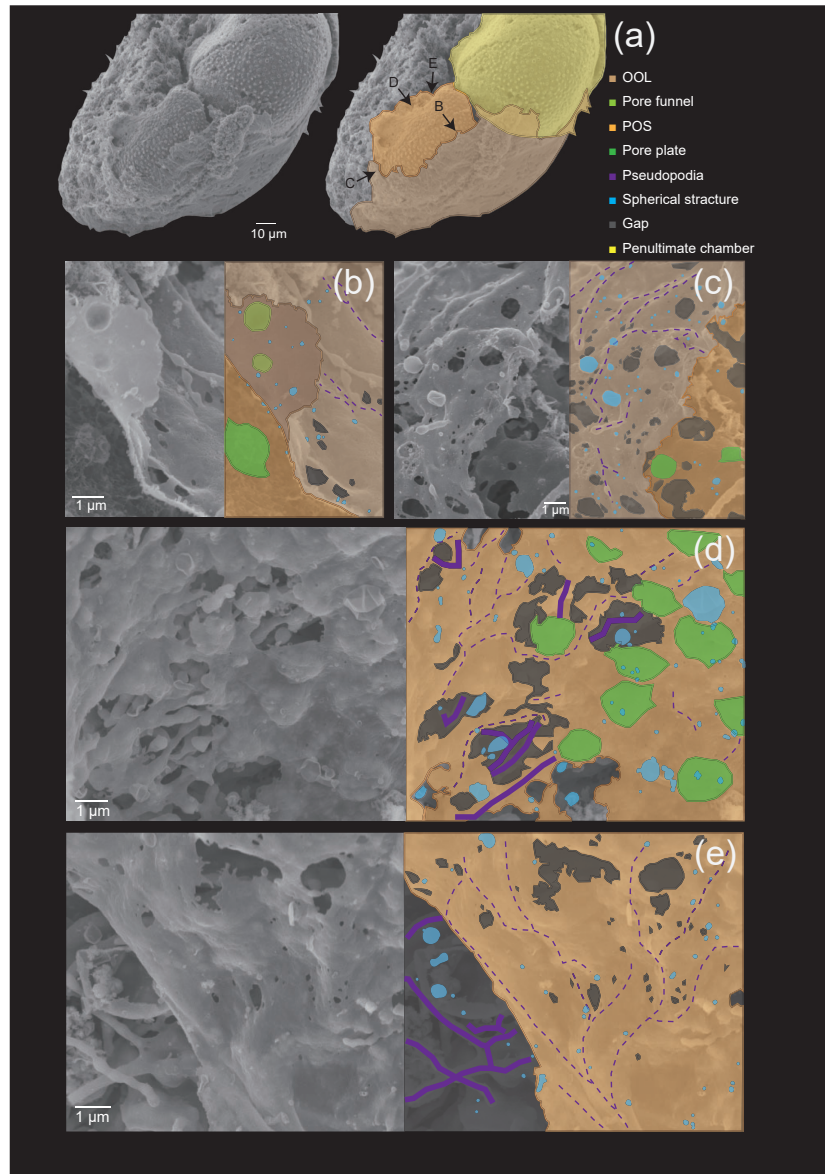 (a)
OOL
Pore funnel
POS
Pore plate
Pseudopodia
Spherical stracture
Gap
Penultimate chamber
E
D
B
C
10 µm
(b)
(c)
1 µm
1 µm
(d)
1 µm
(e)
1 µm